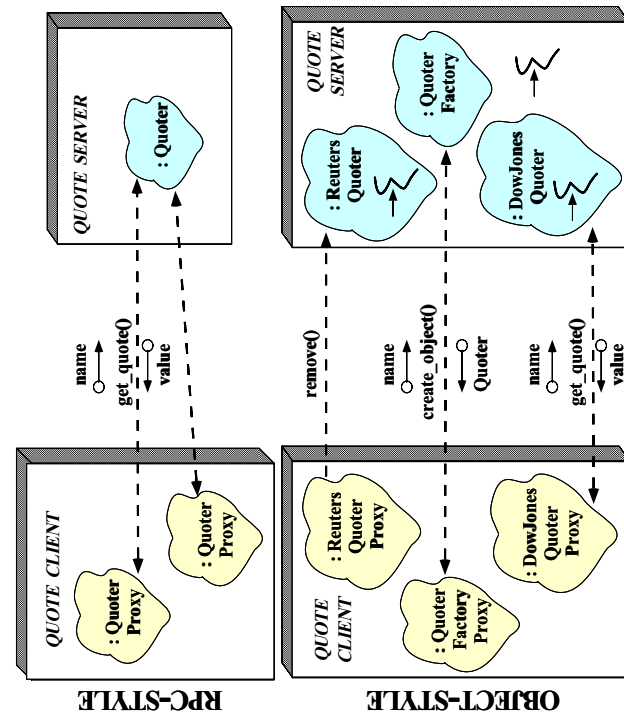 RPC-STYLE
QUOTE CLIENT
: Quoter
Proxy
: Quoter
Proxy
name
get_quote()
value
QUOTE SERVER
: Quoter
OBJECT-STYLE
QUOTE
CLIENT
: Reuters
Quoter
Proxy
: Quoter
Factory
Proxy
: DowJones
Quoter
Proxy
remove()
name
create_object()
Quoter
name
get_quote()
value
QUOTE
SERVER
: Reuters
Quoter
: Quoter
Factory
: DowJones
Quoter